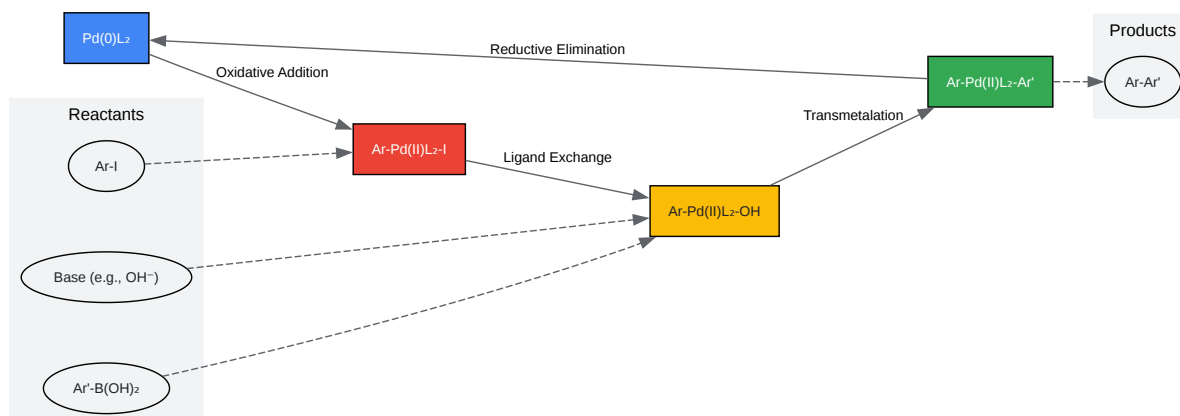 Pd(0)L₂
Reductive Elimination
Products
Oxidative Addition
Ar-Pd(II)L₂-Ar'
Ar-Ar'
Reactants
Transmetalation
Ar-Pd(II)L₂-I
Ligand Exchange
Ar-I
Ar-Pd(II)L₂-OH
Base (e.g., OH⁻)
Ar'-B(OH)₂